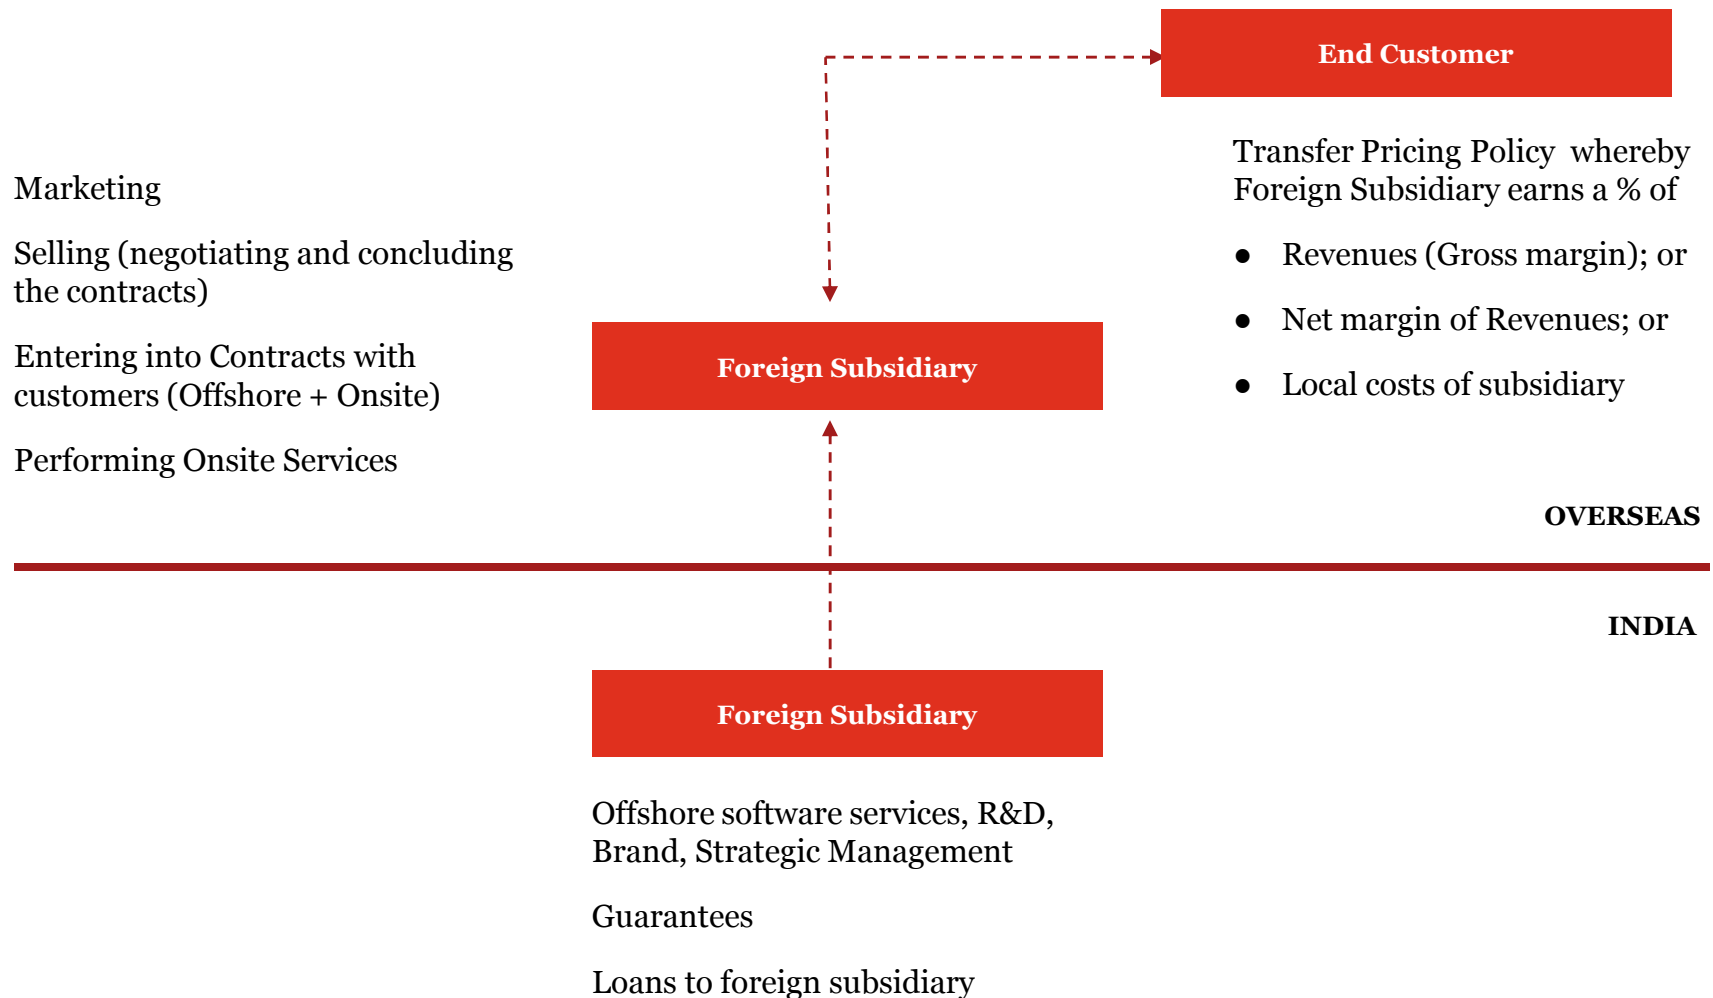 End Customer
Transfer Pricing Policy whereby
Foreign Subsidiary earns a % of
● Revenues (Gross margin); or
● Net margin of Revenues; or
● Local costs of subsidiary
Marketing
Selling (negotiating and concluding
the contracts)
Entering into Contracts with
customers (Offshore + Onsite)
Performing Onsite Services
Foreign Subsidiary
OVERSEAS
INDIA
Foreign Subsidiary
Offshore software services, R&D,
Brand, Strategic Management
Guarantees
Loans to foreign subsidiary